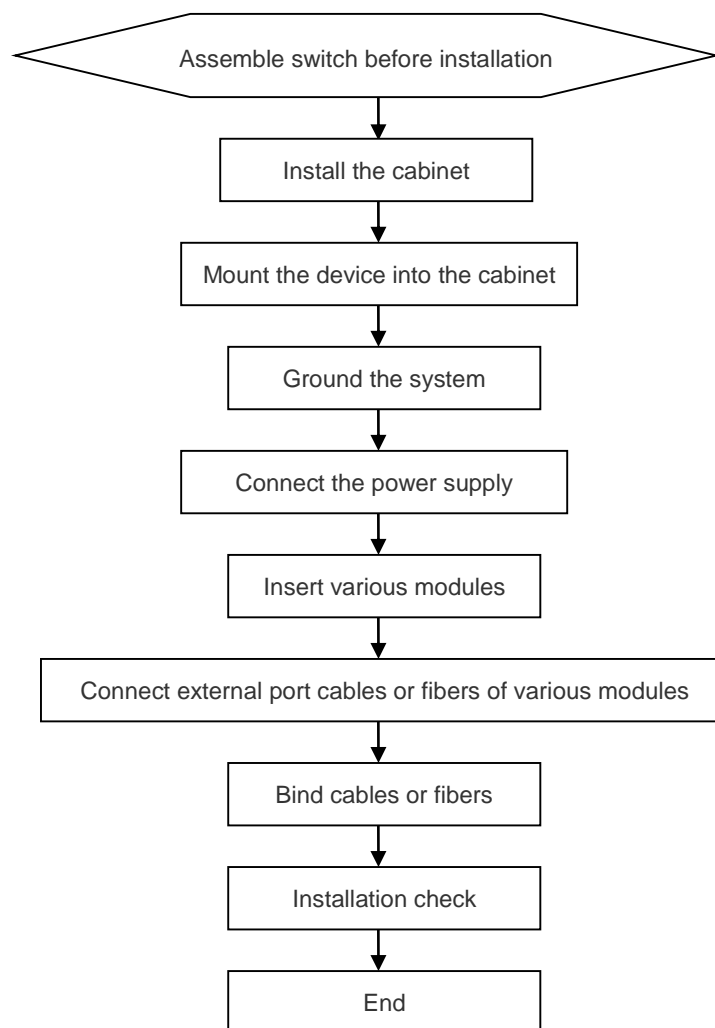 Assemble switch before installation
Install the cabinet
Mount the device into the cabinet
Ground the system
Connect the power supply
Insert various modules
Connect external port cables or fibers of various modules
Bind cables or fibers
Installation check
End